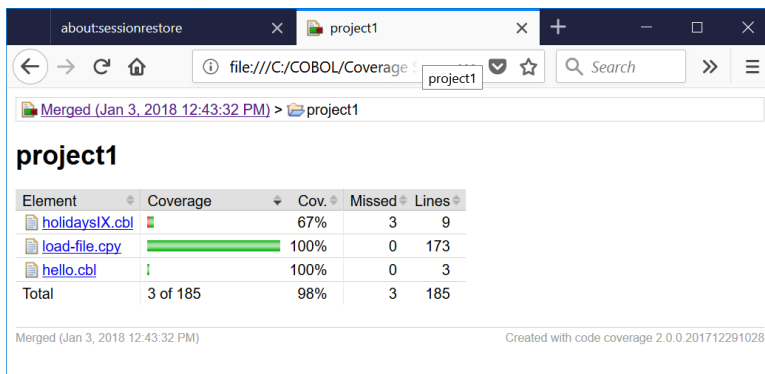 about:sessionrestore
project1
file:///C:/COBOL/Coverage
Search
project1
Merged (Jan 3, 2018 12:43:32 PM) > project1
project1
Element Coverage Cov. Missed Lines
holidaysIX.cbl 67% 3 9
load-file.cpy 100% 0 173
hello.cbl 100% 0 3
Total 3 of 185 98% 3 185
Merged (Jan 3, 2018 12:43:32 PM) Created with code coverage 2.0.0.201712291028